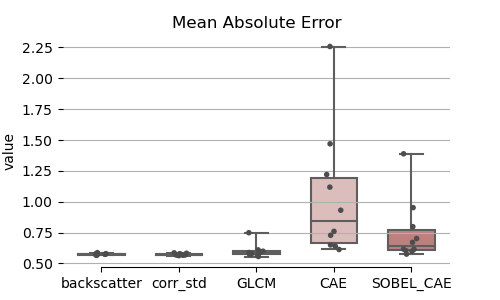 Mean Absolute Error
value
2.25
2.00
1.75
1.50
1.25
1.00
0.75
0.50
backscatter corr_std GLCM CAE SOBEL_CAE